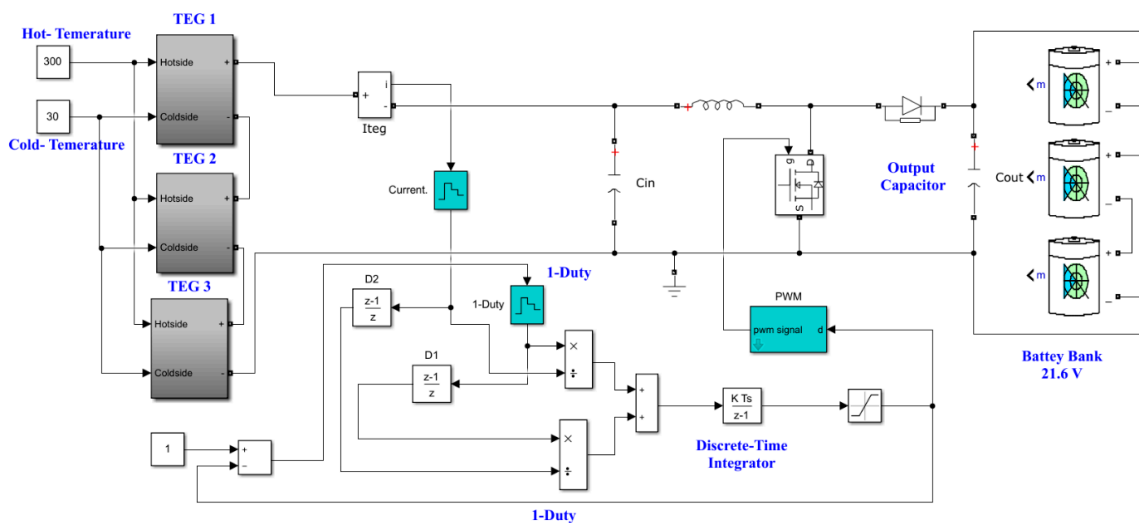 TEG 1
Hot- Temerature
300
Hotside
+
Coldside
-
30
Cold- Temerature
TEG 2
Hotside
+
Coldside
-
TEG 3
Hotside
+
Coldside
-
+
i
-
Iteg
Current.
+
Cin
+
g
D
S
Output
Capacitor
+
Cout
m
+
_
m
+
_
m
+
_
Battey Bank
21.6 V
1-Duty
1-Duty
D2
z-1
z
D1
z-1
z
×
÷
×
÷
+
+
K Ts
z-1
Discrete-Time
Integrator
PWM
pwm signal
d
1
+
−
1-Duty